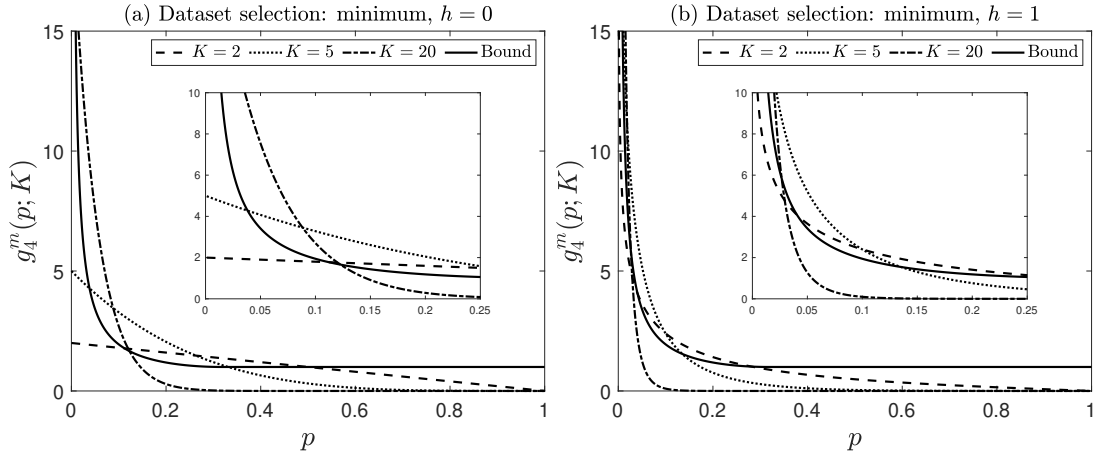 (a) Dataset selection: minimum, h = 0
K = 2 K = 5 K = 20 Bound
15
10
5
0
g_4^m(p; K)
10
8
6
4
2
0
0 0.05 0.1 0.15 0.2 0.25
0 0.2 0.4 0.6 0.8 1
p
(b) Dataset selection: minimum, h = 1
K = 2 K = 5 K = 20 Bound
15
10
5
0
g_4^m(p; K)
10
8
6
4
2
0
0 0.05 0.1 0.15 0.2 0.25
0 0.2 0.4 0.6 0.8 1
p